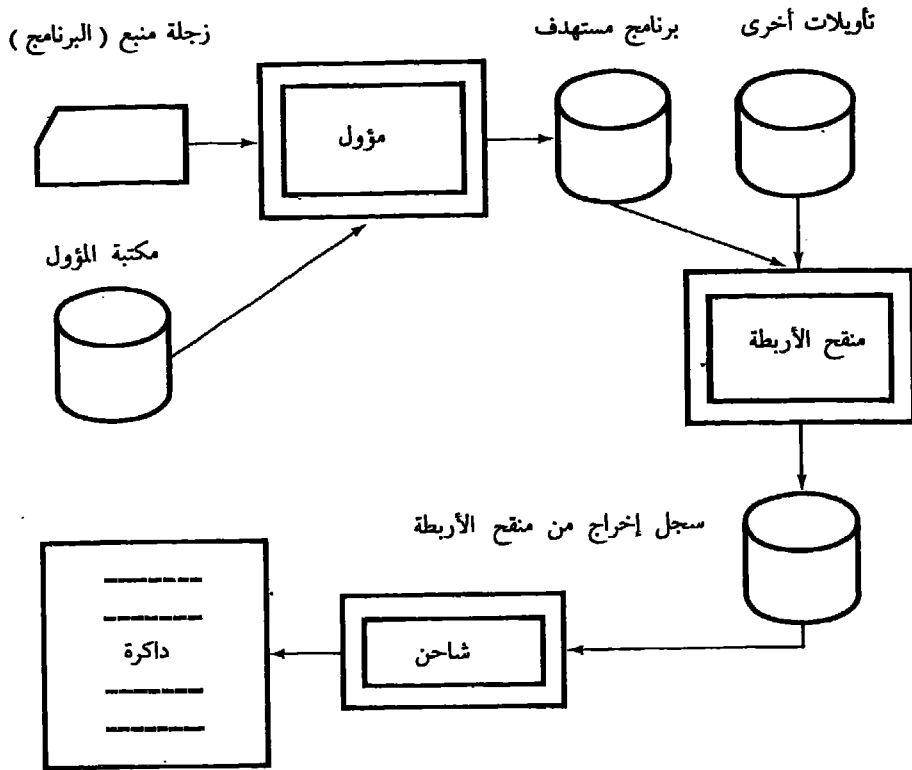 زجلة منبع ( البرنامج )
برنامج مستهدف
تأويلات أخرى
مؤول
مكتبة المؤول
منقح الأربطة
سجل إخراج من منقح الأربطة
شاحن
داكرة